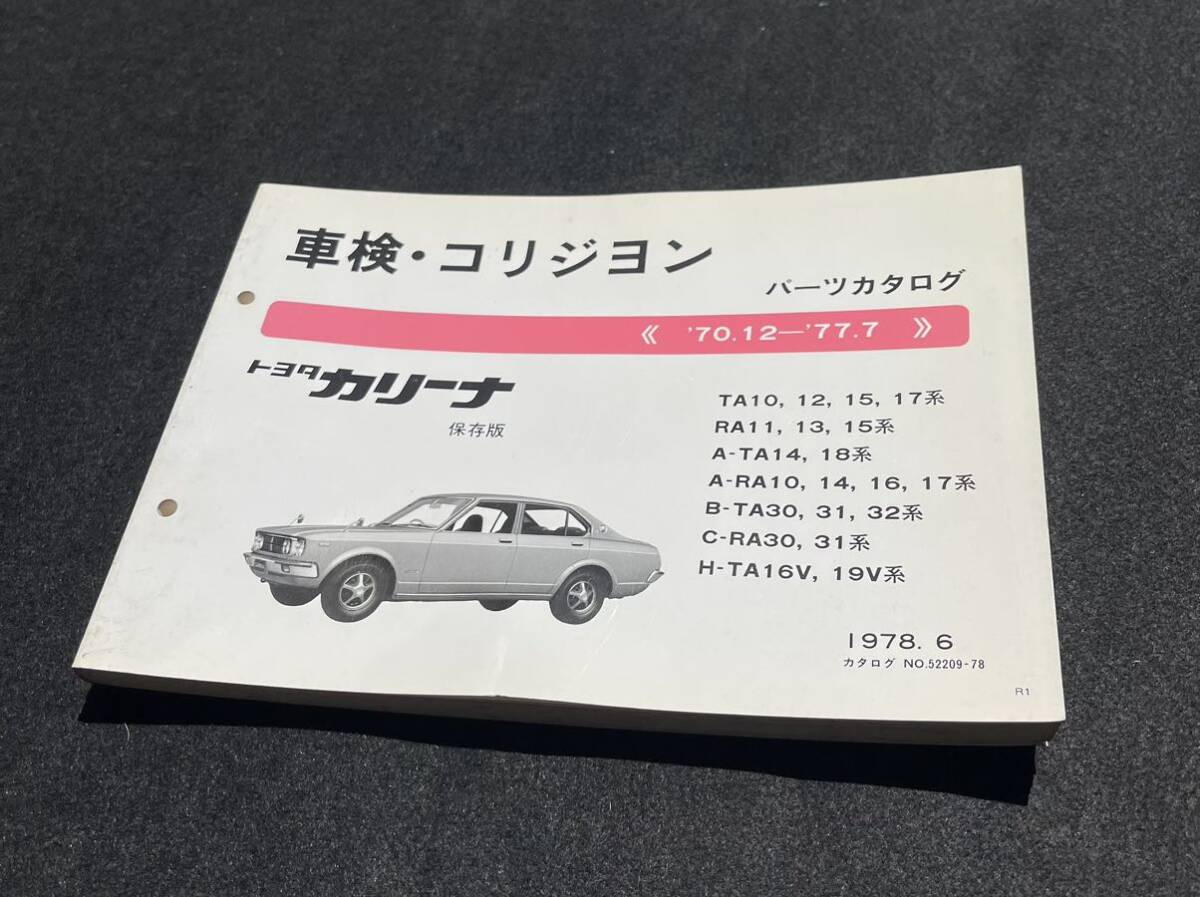 車検・コリジヨン
パーツカタログ
《 '70.12—'77.7 》
トヨタ カリーナ
保存版
TA10, 12, 15, 17系
RA11, 13, 15系
A-TA14, 18系
A-RA10, 14, 16, 17系
B-TA30, 31, 32系
C-RA30, 31系
H-TA16V, 19V系
1978. 6
カタログ NO.52209-78
R1